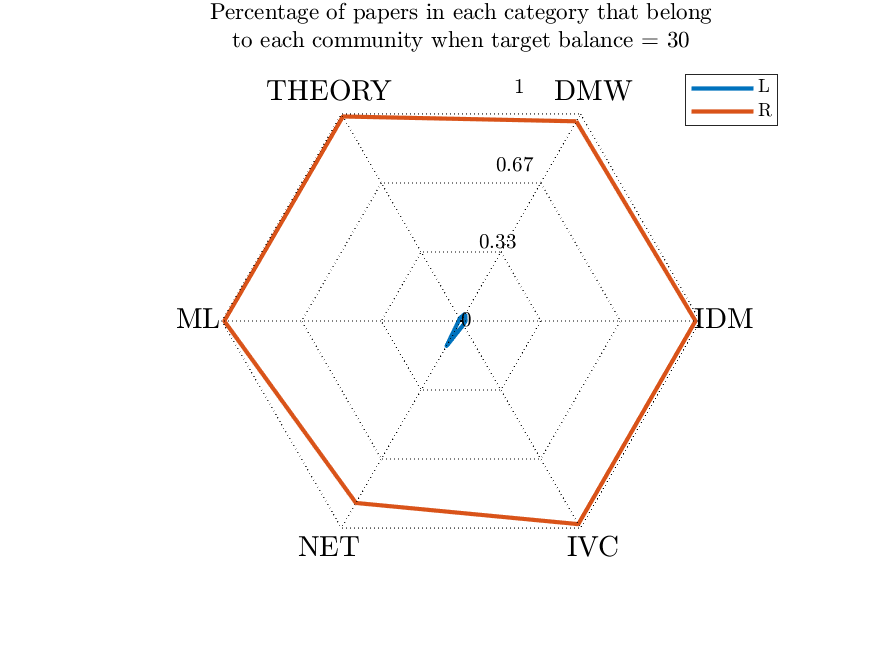 Percentage of papers in each category that belong
to each community when target balance = 30
THEORY
1
DMW
L
R
0.67
0.33
ML
0
IDM
NET
IVC